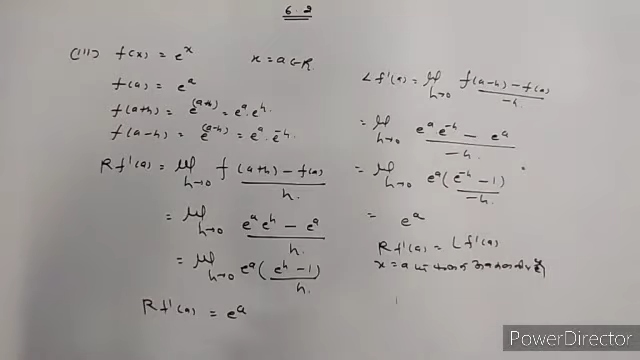 6.2
(iii) f(x) = e^x x = a ∈ R.
f(a) = e^a
f(a+h) = e^(a+h) = e^a . e^h.
f(a-h) = e^(a-h) = e^a . e^-h.
Rf'(a) = lt h→0 f(a+h) - f(a) / h.
= lt h→0 e^a e^h - e^a / h.
= lt h→0 e^a (e^h - 1) / h.
Rf'(a) = e^a
Lf'(a) = lt h→0 f(a-h) - f(a) / -h.
= lt h→0 e^a e^-h - e^a / -h.
= lt h→0 e^a (e^-h - 1) / -h.
= e^a
Rf'(a) = Lf'(a)
x = a
PowerDirector